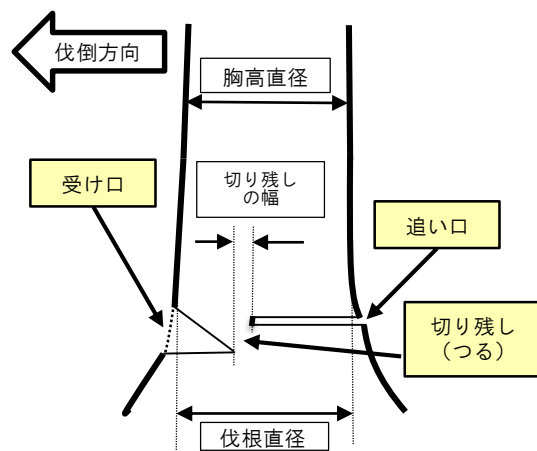 伐倒方向
胸高直径
切り残し
の幅
受け口
追い口
切り残し
（つる）
伐根直径